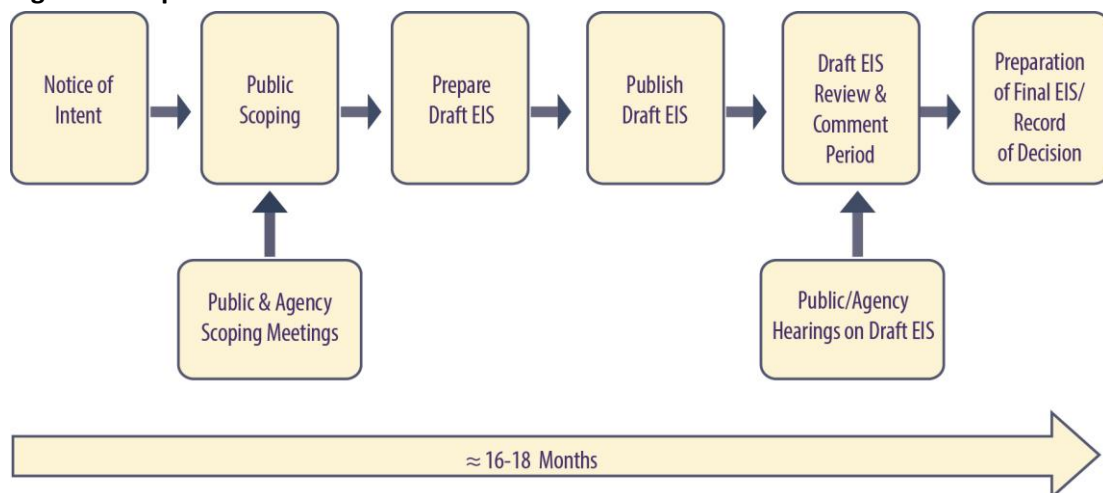 Notice of
Intent
Public
Scoping
Prepare
Draft EIS
Publish
Draft EIS
Draft EIS
Review &
Comment
Period
Preparation
of Final EIS/
Record
of Decision
Public & Agency
Scoping Meetings
Public/Agency
Hearings on Draft EIS
≈ 16-18 Months